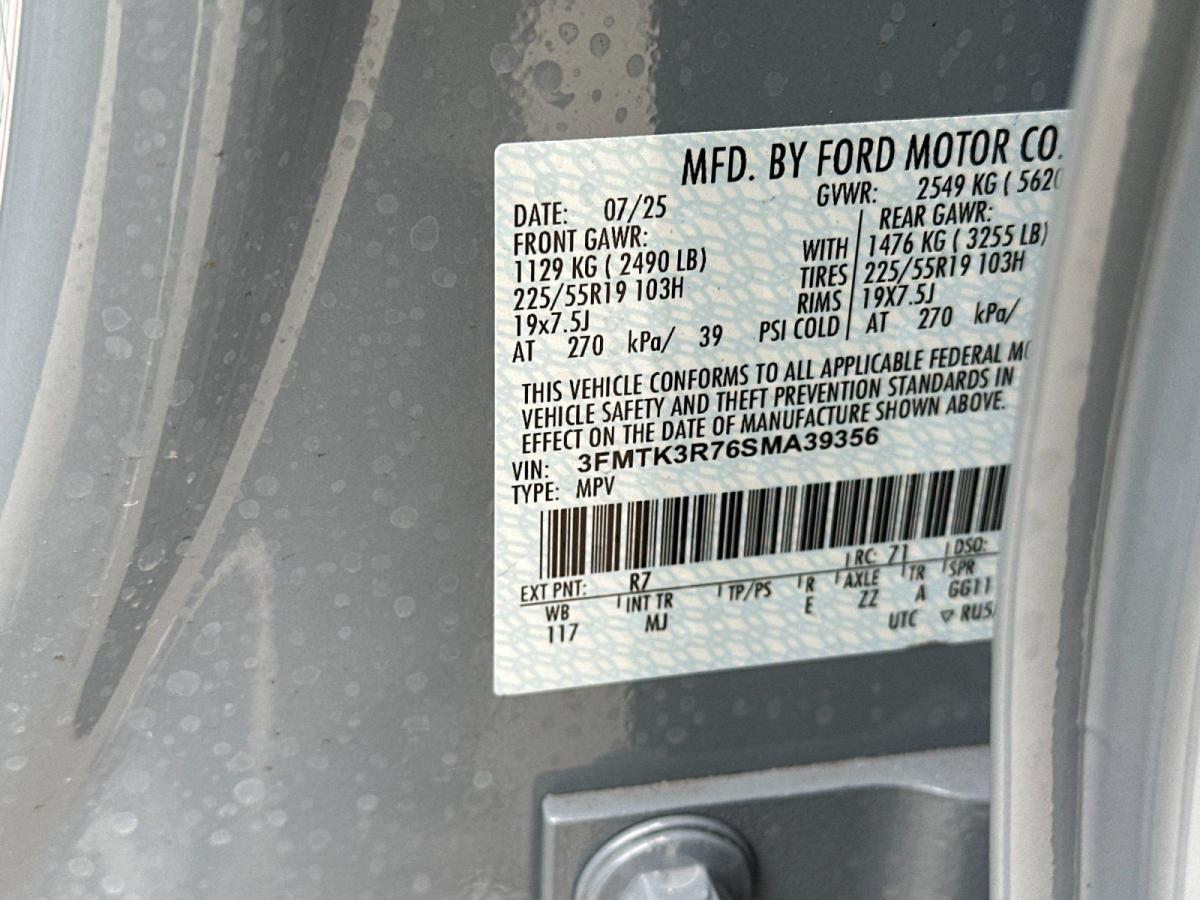 MFD. BY FORD MOTOR CO.
DATE: 07/25
GVWR: 2549 KG ( 562
FRONT GAWR:
1129 KG ( 2490 LB)
225/55R19 103H
19x7.5J
AT 270 kPa/ 39 PSI COLD
WITH
TIRES
RIMS
REAR GAWR:
1476 KG ( 3255 LB)
225/55R19 103H
19X7.5J
AT 270 kPa/
THIS VEHICLE CONFORMS TO ALL APPLICABLE FEDERAL
VEHICLE SAFETY AND THEFT PREVENTION STANDARDS IN
EFFECT ON THE DATE OF MANUFACTURE SHOWN ABOVE.
VIN: 3FMTK3R76SMA39356
TYPE: MPV
EXT PNT: R7 RC: 71 DSO:
WB INT TR TP/PS R AXLE TR SPR
117 MJ E ZZ A GG11
UTC ▽ RUS